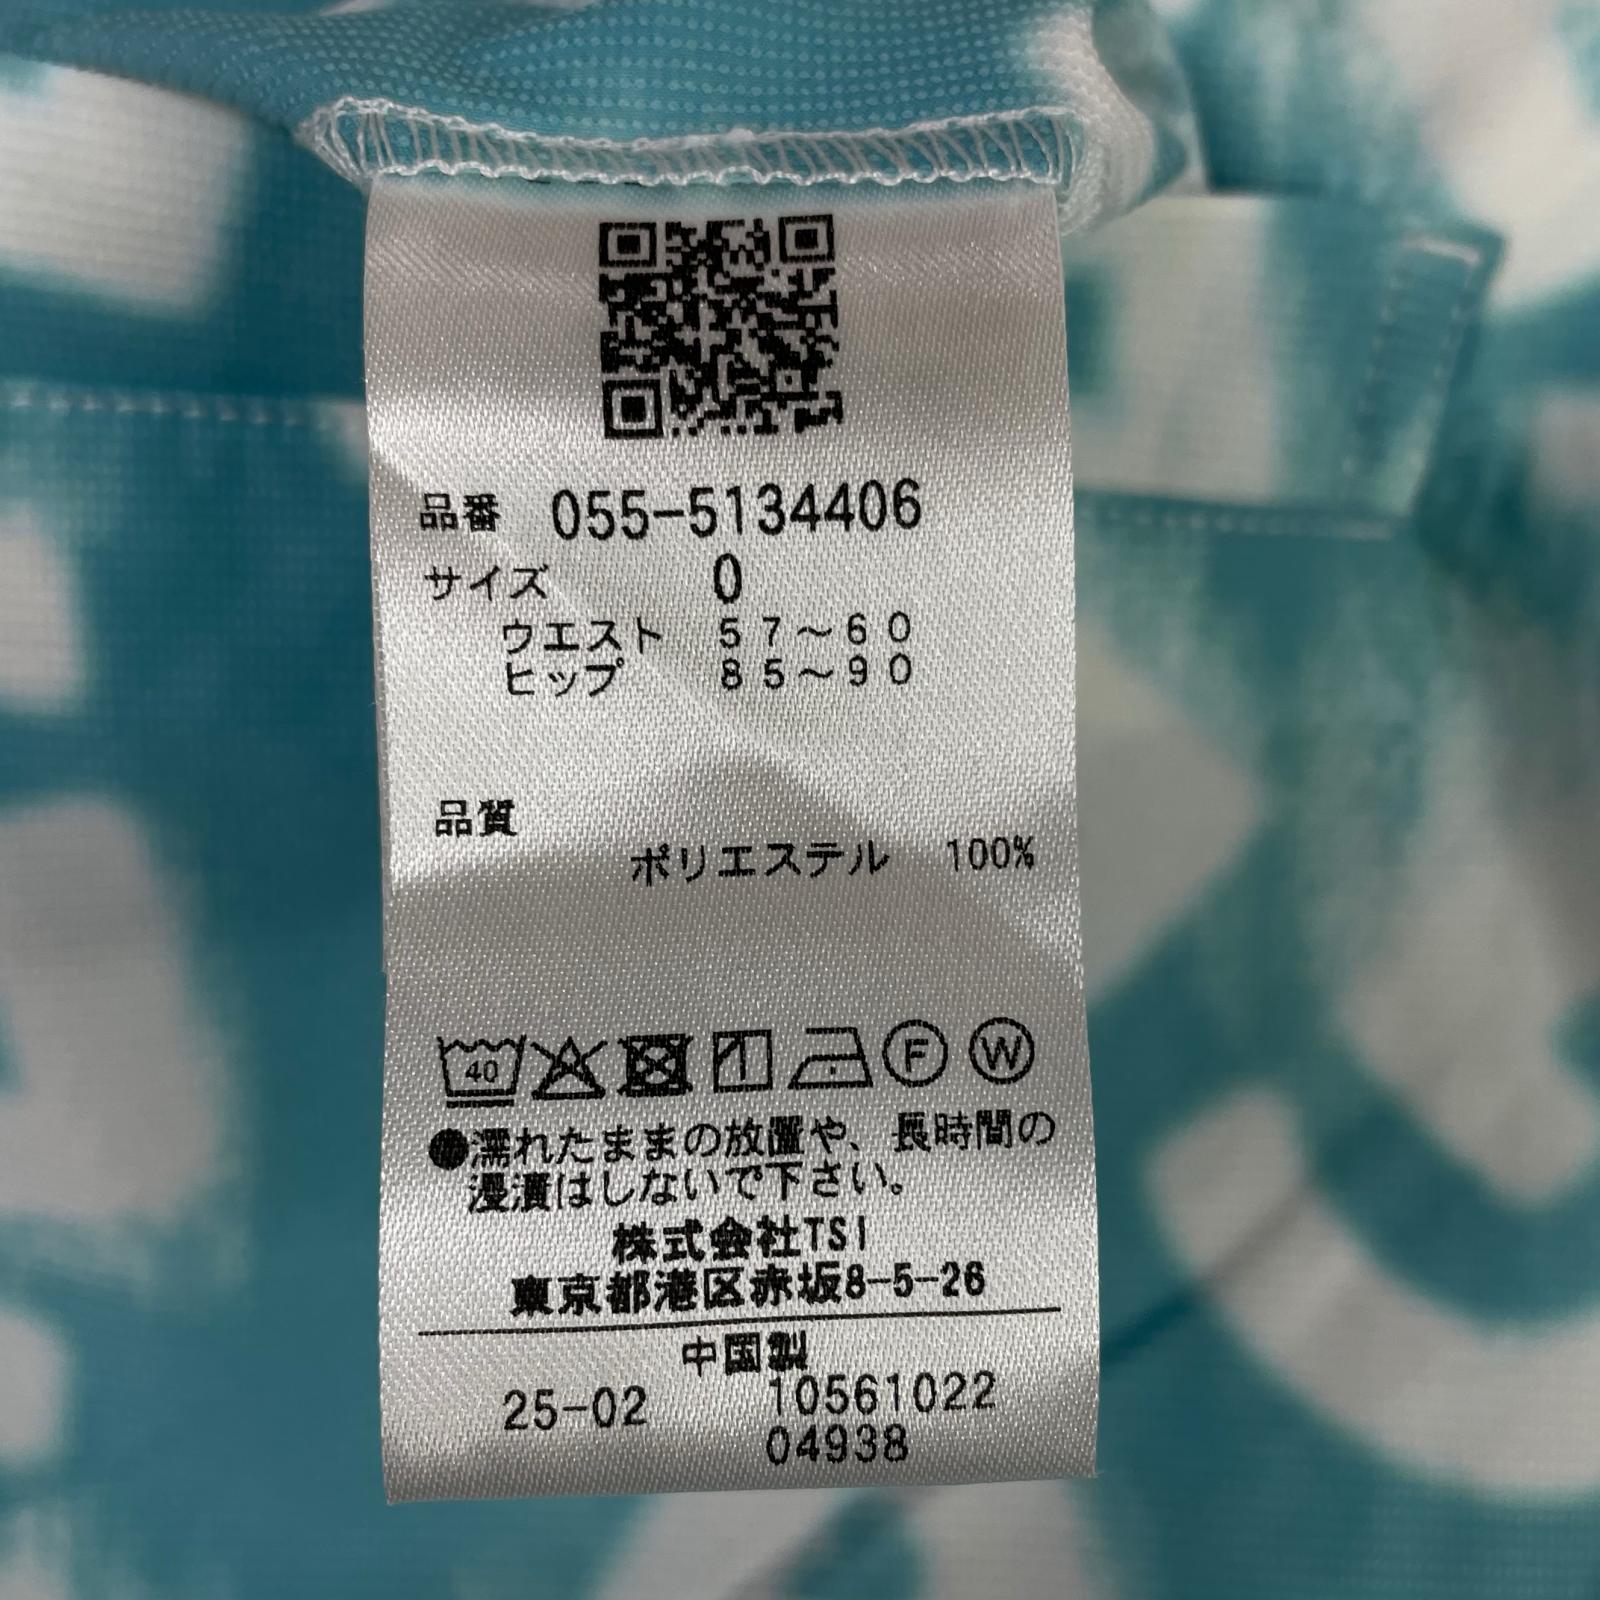 品番 055-5134406
サイズ 0
ウエスト 57〜60
ヒップ 85〜90
品質
ポリエステル 100%
40
F
W
●濡れたままの放置や、長時間の
浸漬はしないで下さい。
株式会社TSI
東京都港区赤坂8-5-26
中国製
25-02 10561022
04938